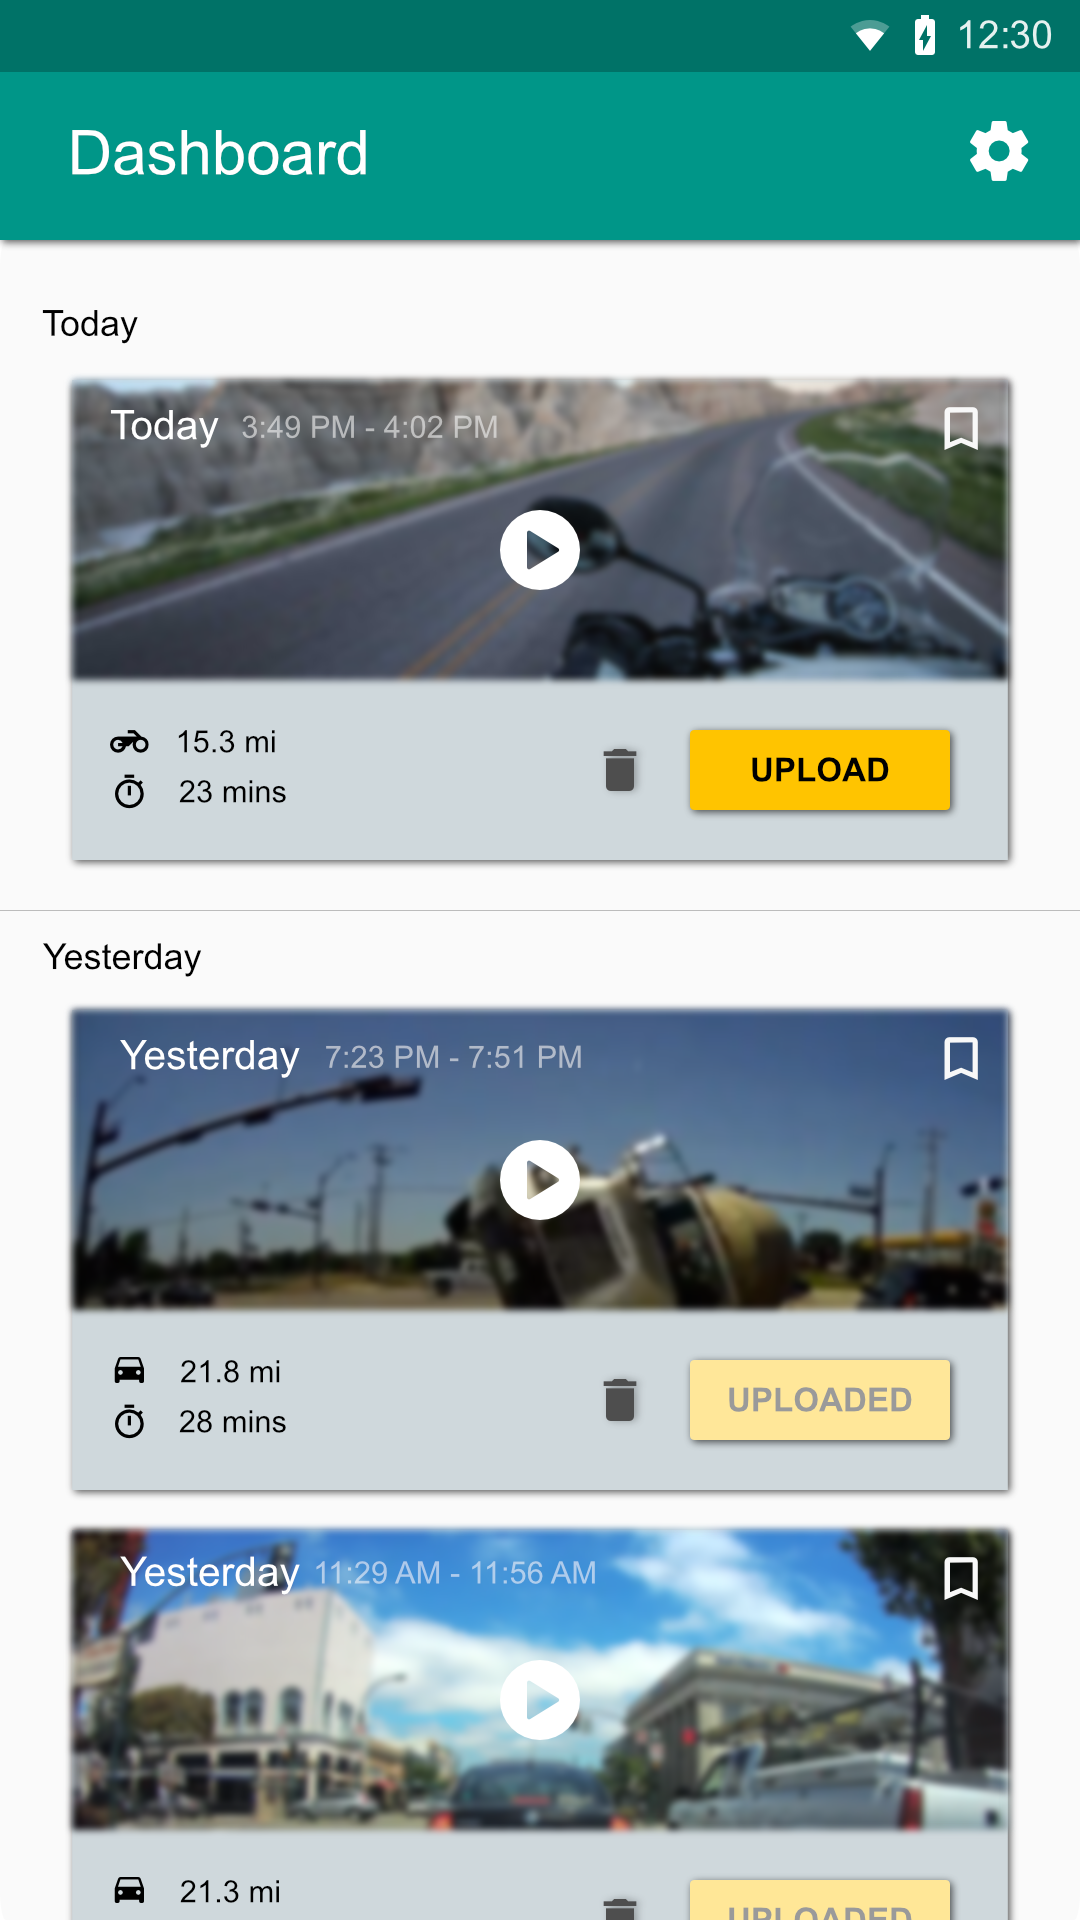 12:30
Dashboard
Today
Today 3:49 PM - 4:02 PM
15.3 mi
23 mins
UPLOAD
Yesterday
Yesterday 7:23 PM - 7:51 PM
21.8 mi
28 mins
UPLOADED
Yesterday 11:29 AM - 11:56 AM
21.3 mi
UPLOADED